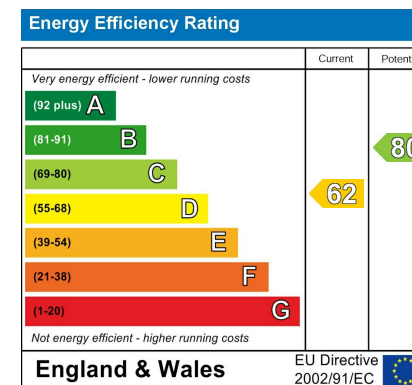 Energy Efficiency Rating
Current
Very energy efficient - lower running costs
(92 plus) A
(81-91) B
80
(69-80) C
(55-68) D
62
(39-54) E
(21-38) F
(1-20) G
Not energy efficient - higher running costs
England & Wales
EU Directive
2002/91/EC